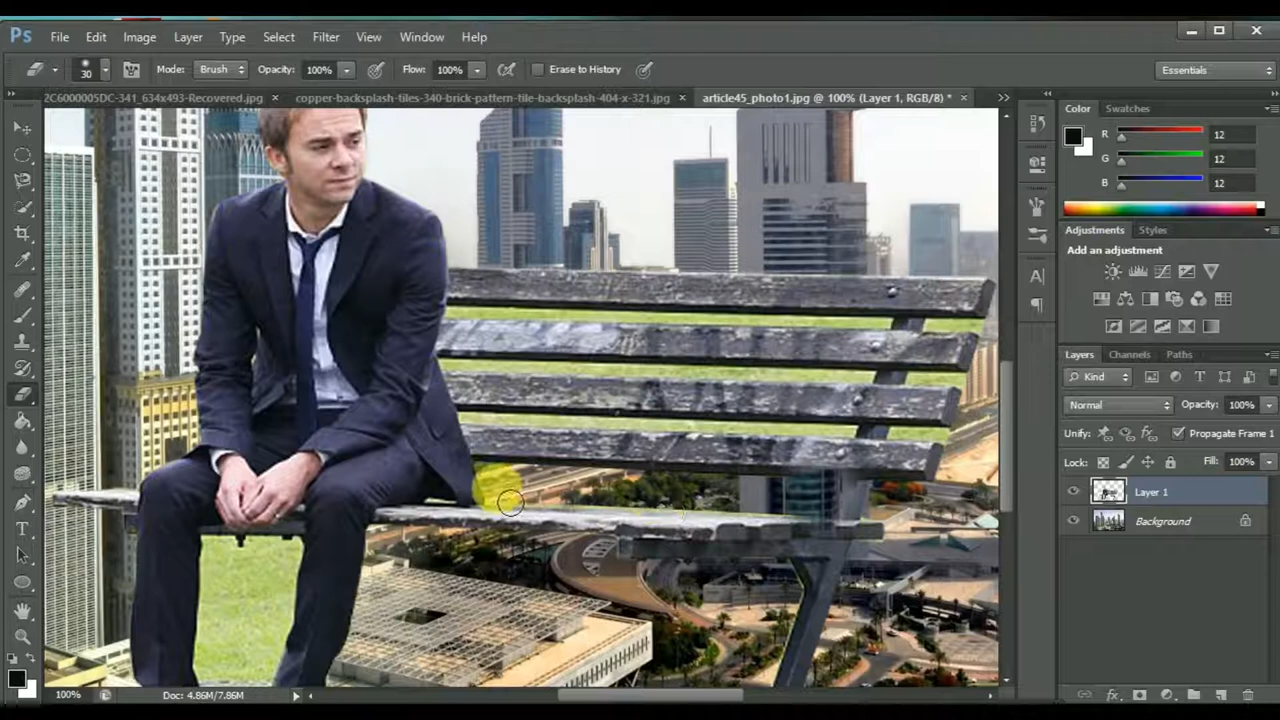 Ps File Edit Image Layer Type Select Filter View Window Help
30 Mode: Brush Opacity: 100% Flow: 100% Erase to History Essentials
2C6000005DC-341_634x493-Recovered.jpg × copper-backsplash-tiles-340-brick-pattern-tile-backsplash-404-x-321.jpg × article45_photo1.jpg @ 100% (Layer 1, RGB/8) * ×
Color Swatches
R 12
G 12
B 12
Adjustments Styles
Add an adjustment
Layers Channels Paths
Kind
Normal Opacity: 100%
Unify: Propagate Frame 1
Lock: Fill: 100%
Layer 1
Background
100% Doc: 4.86M/7.86M